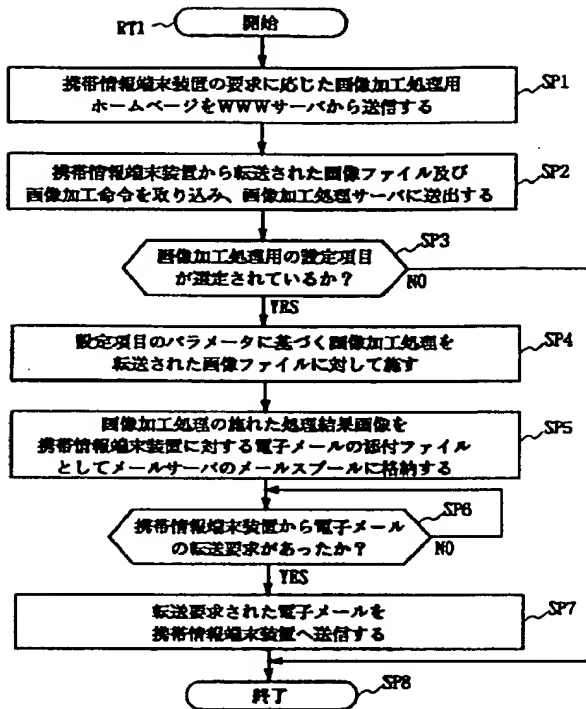 RT1
開始
携帯情報端末装置の要求に応じた画像加工処理用
ホームページをWWWサーバから送信する
SP1
携帯情報端末装置から転送された画像ファイル及び
画像加工命令を取り込み、画像加工処理サーバに送出する
SP2
画像加工処理用の設定項目
が選定されているか?
SP3
NO
YES
設定項目のパラメータに基づく画像加工処理を
転送された画像ファイルに対して施す
SP4
画像加工処理の施れた処理結果画像を
携帯情報端末装置に対する電子メールの添付ファイル
としてメールサーバのメールスプールに格納する
SP5
携帯情報端末装置から電子メール
の転送要求があったか?
SP6
NO
YES
転送要求された電子メールを
携帯情報端末装置へ送信する
SP7
終了
SP8